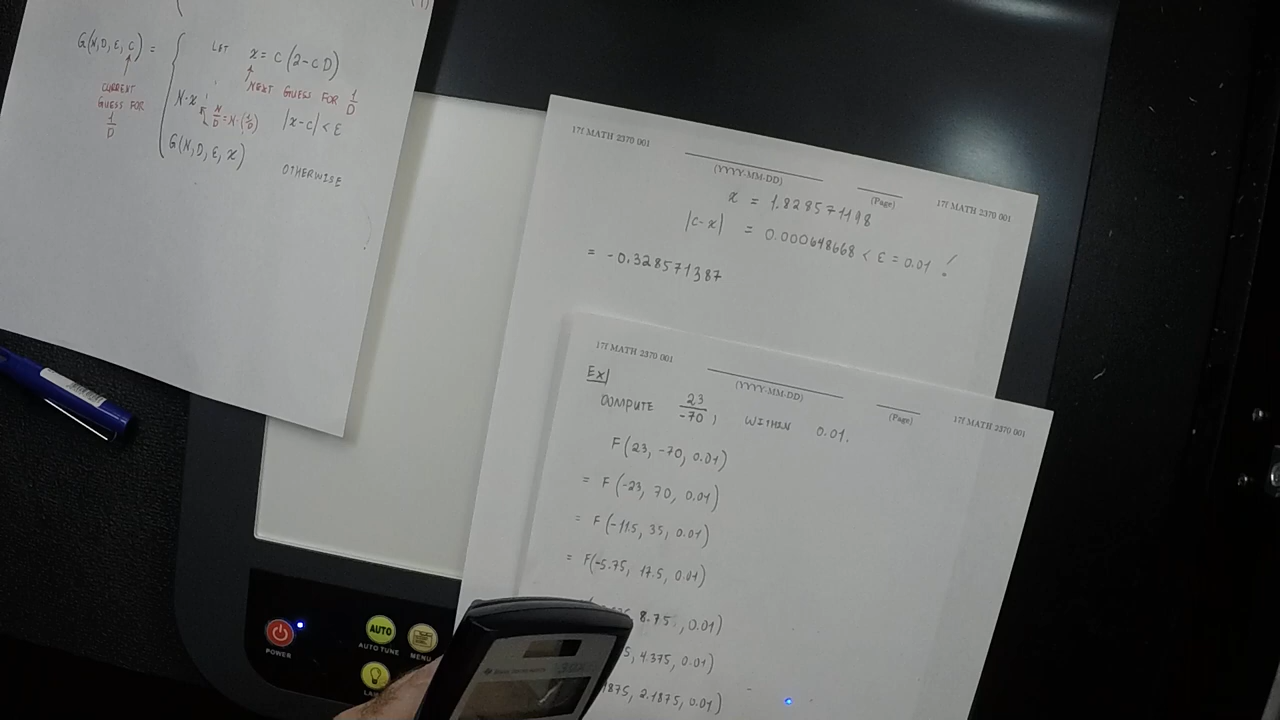 (1)
G(N,D,ε,C) = { LET x = C(2-CD)
CURRENT GUESS FOR 1/D
NEXT GUESS FOR 1/D
N·x |x-c| < ε
N/D = N·(1/D)
G(N,D,ε,x) OTHERWISE
17f MATH 2370 001
(YYYY-MM-DD)
(Page)
17f MATH 2370 001
x = 1.828571198
|c-x| = 0.000648668 < ε = 0.01 !
= -0.328571387
17f MATH 2370 001
(YYYY-MM-DD)
(Page)
17f MATH 2370 001
Ex|
COMPUTE 23/-70, WITHIN 0.01.
F(23, -70, 0.01)
= F(-23, 70, 0.01)
= F(-11.5, 35, 0.01)
= F(-5.75, 17.5, 0.01)
8.75, 0.01)
5, 4.375, 0.01)
1875, 2.1875, 0.01)
POWER
AUTO
AUTO TUNE
MENU